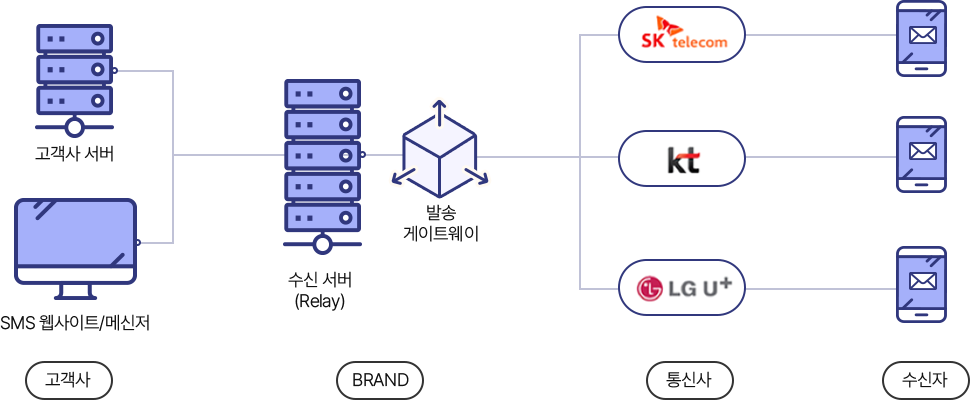 고객사 서버
SMS 웹사이트/메신저
수신 서버
(Relay)
발송
게이트웨이
SK telecom
kt
LG U+
고객사
BRAND
통신사
수신자